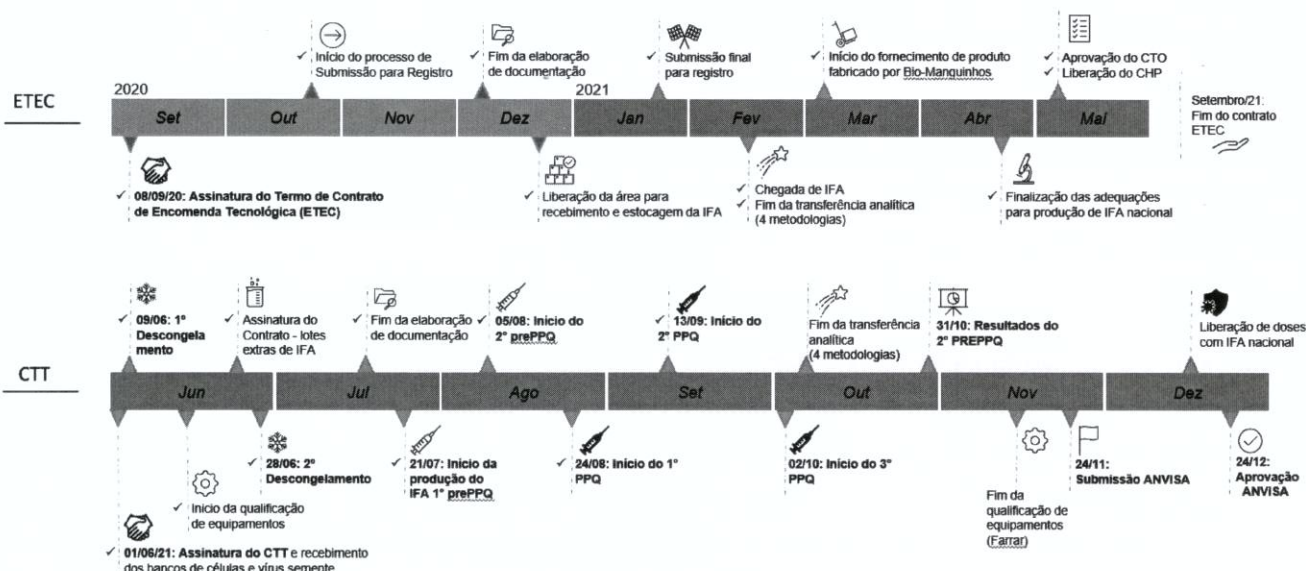 Início do processo de
Submissão para Registro
Fim da elaboração
de documentação
Submissão final
para registro
Início do fornecimento de produto
fabricado por Bio-Manguinhos
Aprovação do CTO
Liberação do CHP
2020
2021
ETEC
Set
Out
Nov
Dez
Jan
Fev
Mar
Abr
Mai
Setembro/21:
Fim do contrato
ETEC
08/09/20: Assinatura do Termo de Contrato
de Encomenda Tecnológica (ETEC)
Liberação da área para
recebimento e estocagem da IFA
Chegada de IFA
Fim da transferência analítica
(4 metodologias)
Finalização das adequações
para produção de IFA nacional
09/06: 1º
Descongela
mento
Assinatura do
Contrato - lotes
extras de IFA
Fim da elaboração
de documentação
05/08: Início do
2° prePPQ
13/09: Início do
2° PPQ
Fim da transferência
analítica
(4 metodologias)
31/10: Resultados do
2° PREPPQ
Liberação de doses
com IFA nacional
CTT
Jun
Jul
Ago
Set
Out
Nov
Dez
28/06: 2º
Descongelamento
21/07: Início da
produção do
IFA 1° prePPQ
24/08: Início do 1°
PPQ
02/10: Início do 3°
PPQ
24/11:
Submissão ANVISA
24/12:
Aprovação
ANVISA
Início da qualificação
de equipamentos
Fim da
qualificação de
equipamentos
(Farrar)
01/06/21: Assinatura do CTT e recebimento
dos bancos de células e vírus semente